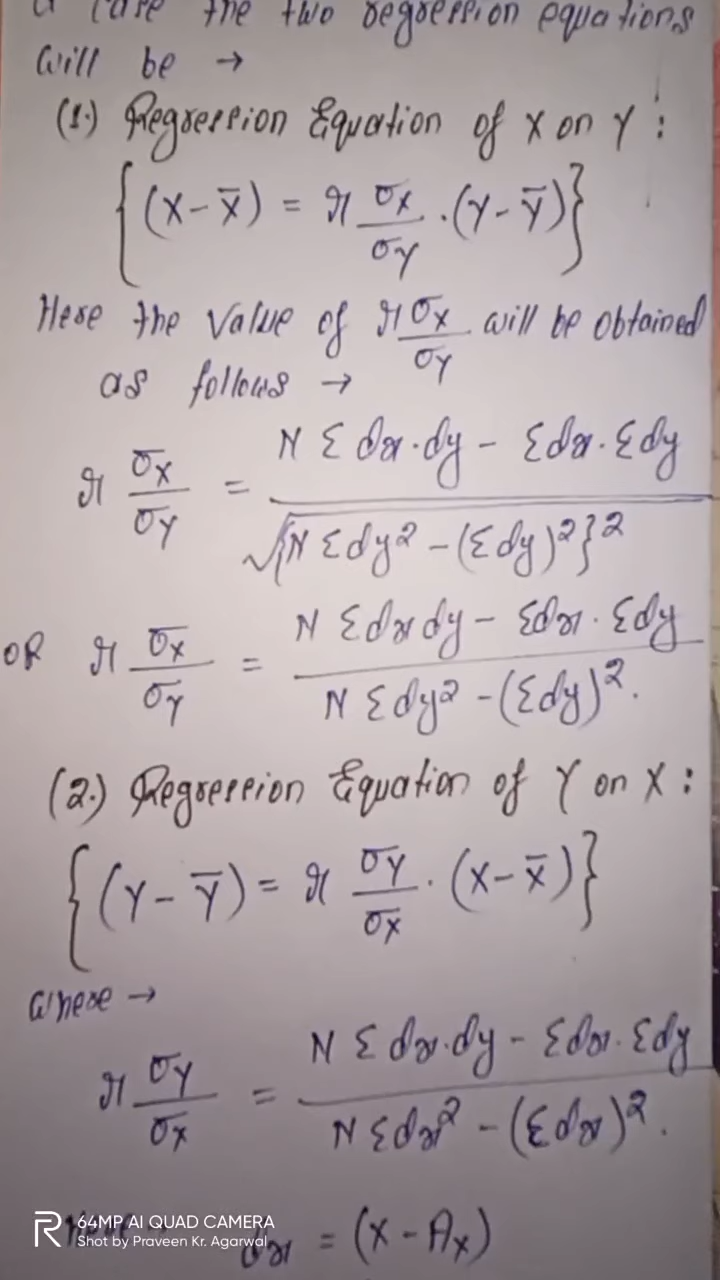 a case the two regression equations
will be →
(1.) Regression Equation of X on Y :
{(X - X̄) = r σx/σy . (Y - Ȳ)}
Here the value of r σx/σy will be obtained
as follows →
r σx/σy = N Σdx·dy - Σdx. Σdy / √{N Σdy² - (Σdy)²}²
OR r σx/σy = N Σdxdy - Σdx. Σdy / N Σdy² - (Σdy)².
(2.) Regression Equation of Y on X :
{(Y - Ȳ) = r σy/σx . (X - X̄)}
where →
r σy/σx = N Σdx.dy - Σdx. Σdy / N Σdx² - (Σdx)².
dx = (X - Ax)
R 64MP AI QUAD CAMERA
Shot by Praveen Kr. Agarwal